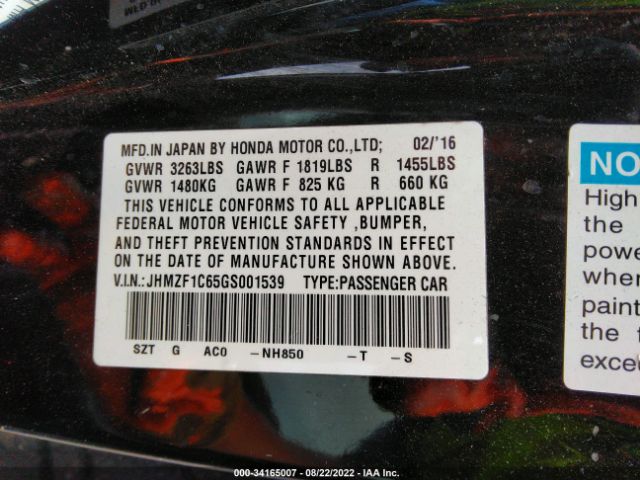 MFD.IN JAPAN BY HONDA MOTOR CO.,LTD; 02/'16
GVWR 3263LBS GAWR F 1819LBS R 1455LBS
GVWR 1480KG GAWR F 825 KG R 660 KG
THIS VEHICLE CONFORMS TO ALL APPLICABLE
FEDERAL MOTOR VEHICLE SAFETY ,BUMPER,
AND THEFT PREVENTION STANDARDS IN EFFECT
ON THE DATE OF MANUFACTURE SHOWN ABOVE.
V.I.N.:JHMZF1C65GS001539 TYPE:PASSENGER CAR
SZT G AC0 -NH850 -T -S
NO
High
the
powe
when
paint
the f
excee
000-34165007 - 08/22/2022 - IAA Inc.